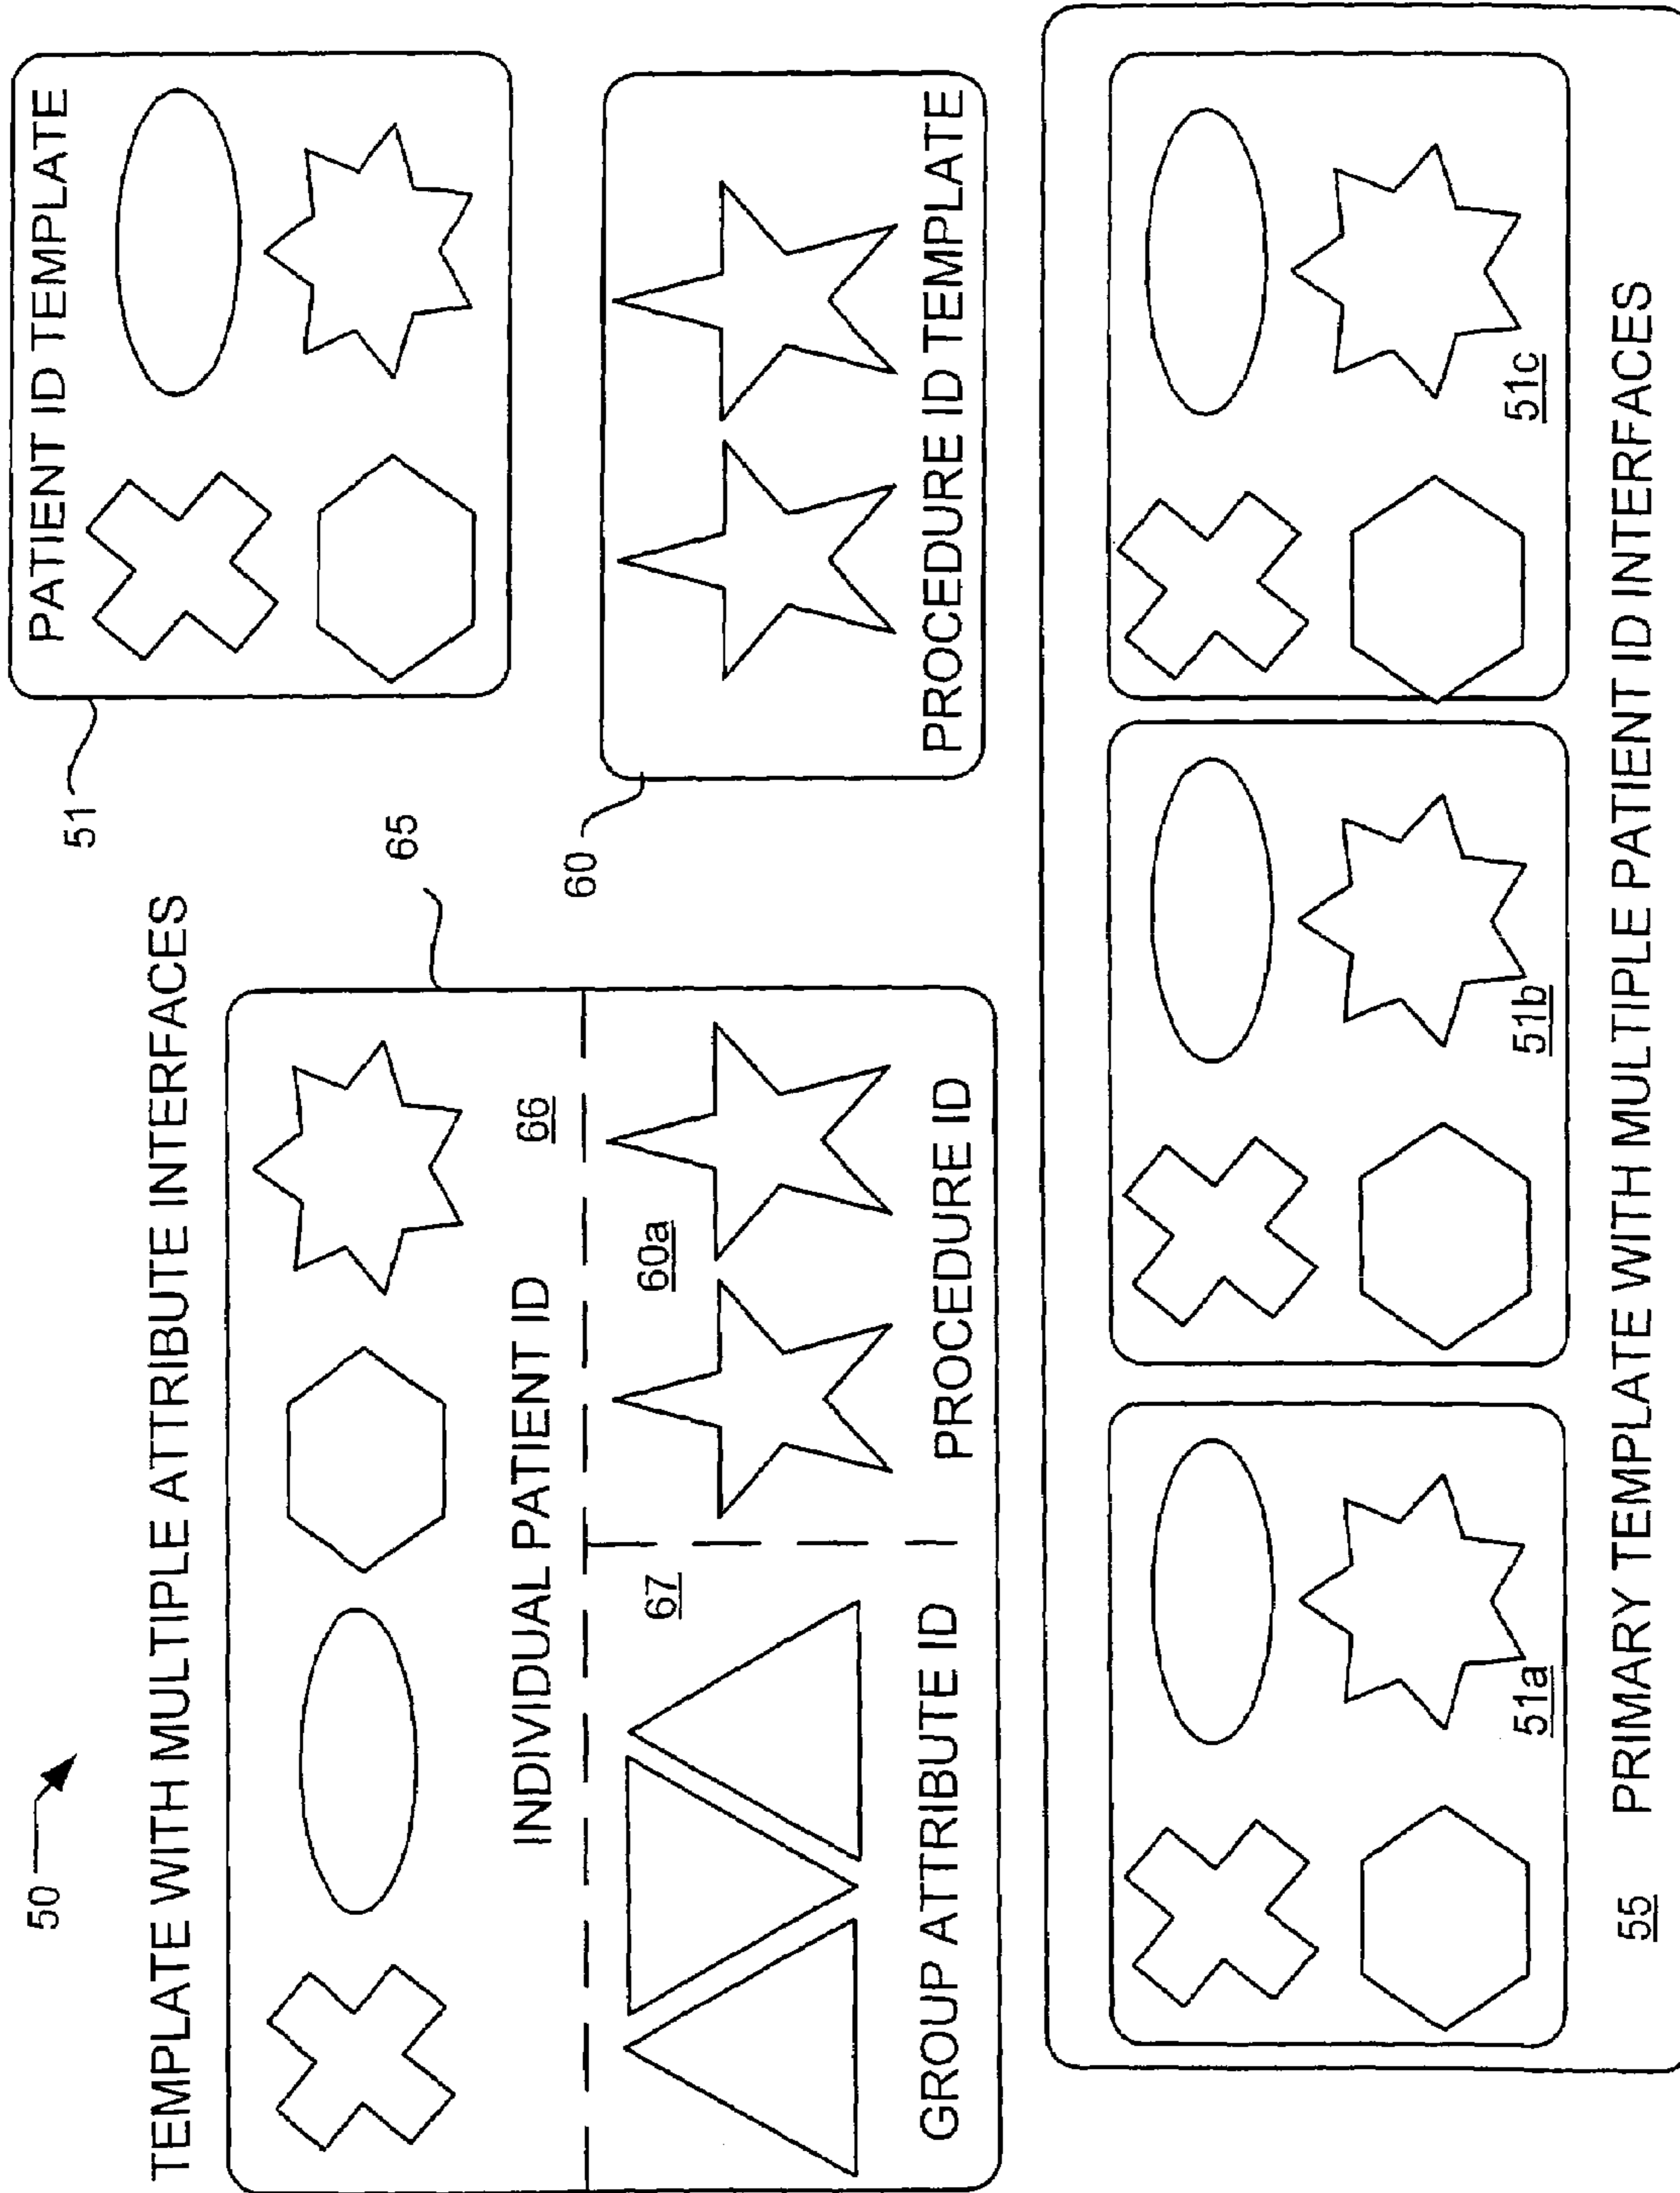 50
TEMPLATE WITH MULTIPLE ATTRIBUTE INTERFACES
65
INDIVIDUAL PATIENT ID
66
67
60a
GROUP ATTRIBUTE ID
PROCEDURE ID
51
PATIENT ID TEMPLATE
60
PROCEDURE ID TEMPLATE
51a
51b
51c
55
PRIMARY TEMPLATE WITH MULTIPLE PATIENT ID INTERFACES